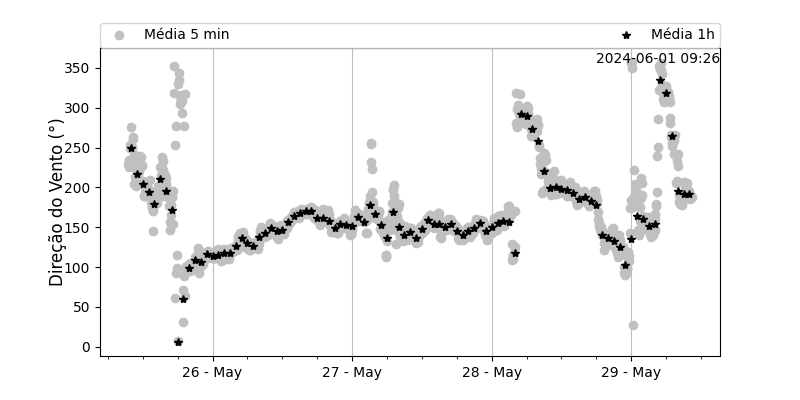 Média 5 min
Média 1h
2024-06-01 09:26
Direção do Vento (°)
350
300
250
200
150
100
50
0
26 - May
27 - May
28 - May
29 - May